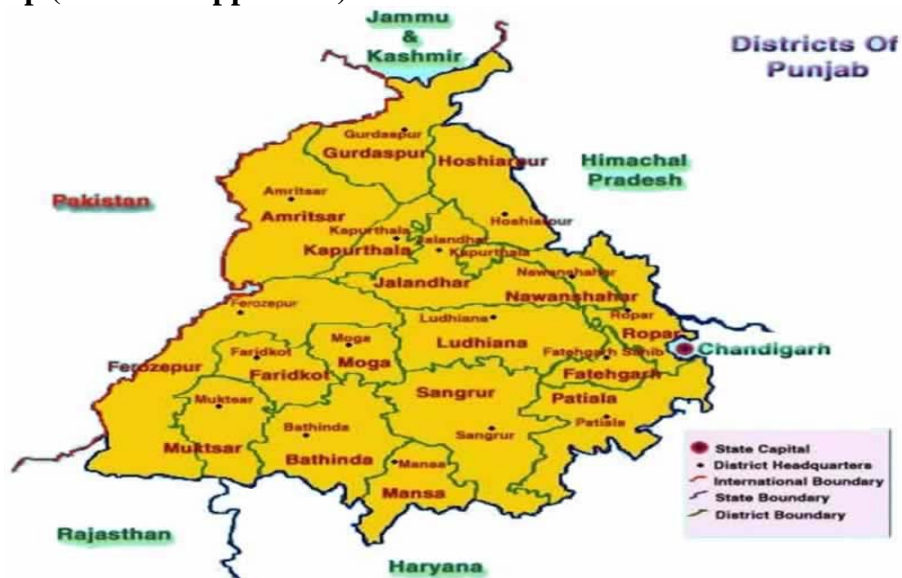 Jammu
&
Kashmir
Districts Of
Punjab
Gurdaspur
Gurdaspur
Hoshiarpur
Himachal
Pradesh
Pakistan
Amritsar
Amritsar
Hoshiarpur
Kapurthala
Jalandhar
Kapurthala
Kapurthala
Jalandhar
Nawanshahar
Nawanshahar
Ferozepur
Ludhiana
Ropar
Ropar
Moga
Ludhiana
Chandigarh
Faridkot
Fatehgarh Sahib
Moga
Ferozepur
Faridkot
Fatehgarh
Sangrur
Patiala
Muktsar
Patiala
Bathinda
Sangrur
Muktsar
Bathinda
Mansa
Mansa
State Capital
District Headquarters
International Boundary
State Boundary
District Boundary
Rajasthan
Haryana